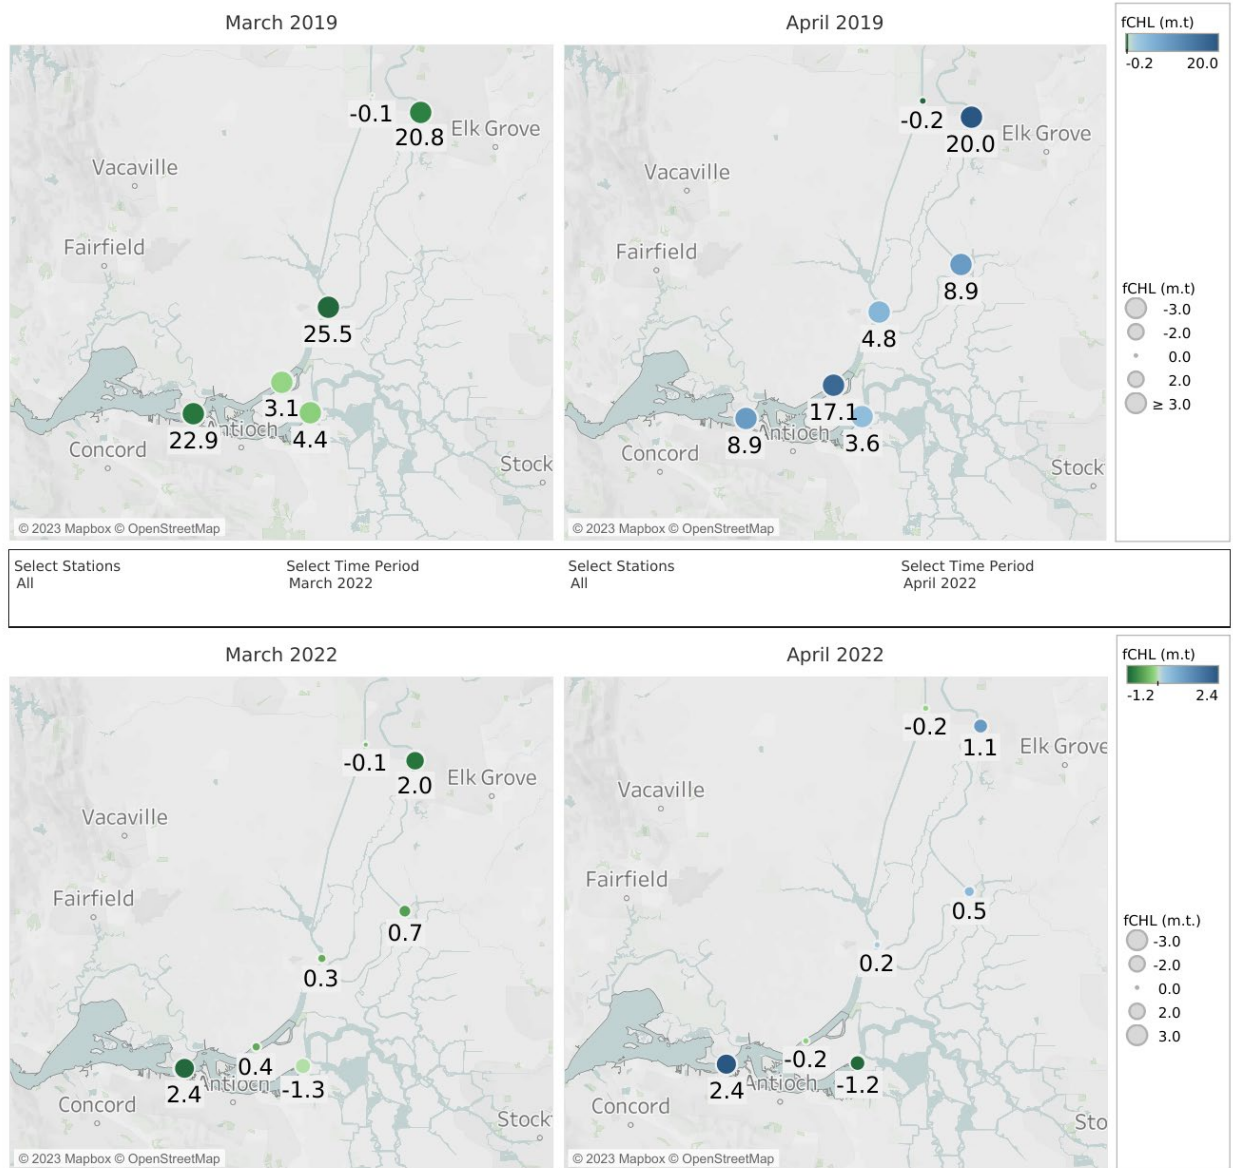 March 2019
April 2019
fCHL (m.t)
-0.2 20.0
-0.1
20.8
Elk Grove
Vacaville
Fairfield
25.5
3.1
22.9
Antioch
4.4
Concord
Stock
© 2023 Mapbox © OpenStreetMap
-0.2
20.0
Elk Grove
Vacaville
Fairfield
8.9
4.8
17.1
8.9
Antioch
3.6
Concord
Stock
© 2023 Mapbox © OpenStreetMap
fCHL (m.t)
-3.0
-2.0
0.0
2.0
≥ 3.0
Select Stations
All
Select Time Period
March 2022
Select Stations
All
Select Time Period
April 2022
March 2022
April 2022
fCHL (m.t)
-1.2 2.4
-0.1
2.0
Elk Grove
Vacaville
Fairfield
0.7
0.3
0.4
2.4
Antioch
-1.3
Concord
Stock
© 2023 Mapbox © OpenStreetMap
-0.2
1.1
Elk Grove
Vacaville
Fairfield
0.5
0.2
-0.2
2.4
Antioch
-1.2
Concord
Sto
© 2023 Mapbox © OpenStreetMap
fCHL (m.t.)
-3.0
-2.0
0.0
2.0
3.0